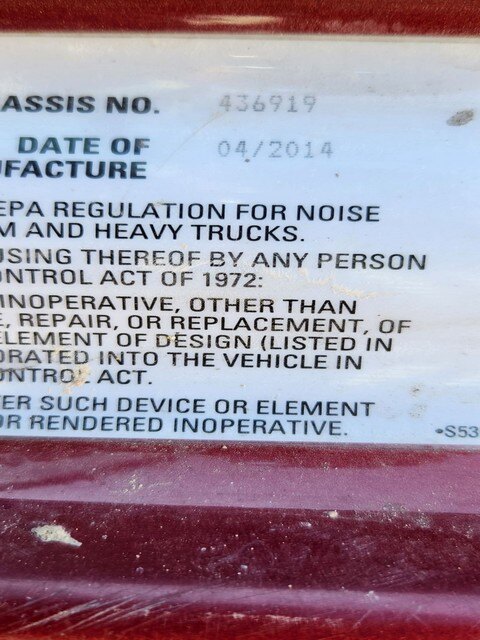 ASSIS NO. 436919
DATE OF 04/2014
UFACTURE
EPA REGULATION FOR NOISE
M AND HEAVY TRUCKS.
USING THEREOF BY ANY PERSON
ONTROL ACT OF 1972:
INOPERATIVE, OTHER THAN
E, REPAIR, OR REPLACEMENT, OF
ELEMENT OF DESIGN (LISTED IN
ORATED INTO THE VEHICLE IN
ONTROL ACT.
ER SUCH DEVICE OR ELEMENT
OR RENDERED INOPERATIVE.
•S53